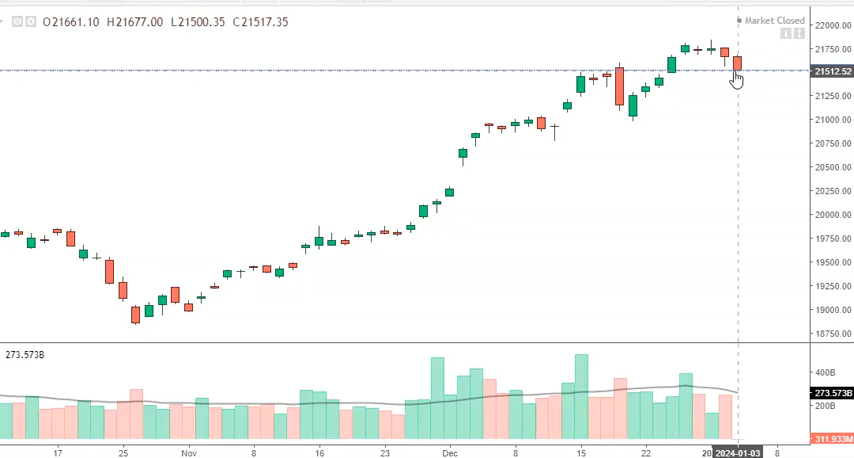 O21661.10 H21677.00 L21500.35 C21517.35
Market Closed
22000.00
21750.00
21512.52
21250.00
21000.00
20750.00
20500.00
20250.00
20000.00
19750.00
19500.00
19250.00
19000.00
18750.00
273.573B
400B
273.573B
200B
311.933M
17 25 Nov 8 16 23 Dec 8 15 22 20 2024-01-03 8